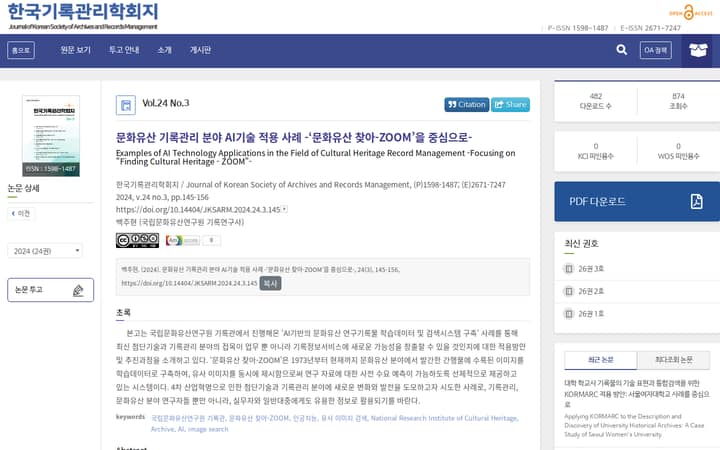 한국기록관리학회지
Journal of Korean Society of Archives and Records Management
OPEN ACCESS
P-ISSN 1598-1487 | E-ISSN 2671-7247
홈으로
원문 보기
투고 안내
소개
게시판
OA 정책
한국기록관리학회지
ISSN : 1598-1487
논문 상세
이전
2024 (24권)
논문 투고
Vol.24 No.3
Citation
Share
문화유산 기록관리 분야 AI기술 적용 사례 -‘문화유산 찾아-ZOOM’을 중심으로-
Examples of AI Technology Applications in the Field of Cultural Heritage Record Management -Focusing on
"Finding Cultural Heritage - ZOOM"-
한국기록관리학회지 / Journal of Korean Society of Archives and Records Management, (P)1598-1487; (E)2671-7247
2024, v.24 no.3, pp.145-156
https://doi.org/10.14404/JKSARM.2024.24.3.145
백주현 (국립문화유산연구원 기록연구사)
cc BY NC ND
Am score
8
백주현. (2024). 문화유산 기록관리 분야 AI기술 적용 사례 -‘문화유산 찾아-ZOOM’을 중심으로-, 24(3), 145-156,
https://doi.org/10.14404/JKSARM.2024.24.3.145 복사
초록
본고는 국립문화유산연구원 기록관에서 진행해온 ‘AI기반의 문화유산 연구기록물 학습데이터 및 검색시스템 구축’ 사례를 통해
최신 첨단기술과 기록관리 분야의 접목이 업무 뿐 아니라 기록정보서비스에 새로운 가능성을 창출할 수 있을 것인지에 대한 적용방안
및 추진과정을 소개하고 있다. ‘문화유산 찾아-ZOOM’은 1973년부터 현재까지 문화유산 분야에서 발간한 간행물에 수록된 이미지를
학습데이터로 구축하여, 유사 이미지를 동시에 제시함으로써 연구 자료에 대한 사전 수요 예측이 가능하도록 선제적으로 제공하고
있는 시스템이다. 4차 산업혁명으로 인한 첨단기술과 기록관리 분야에 새로운 변화와 발전을 도모하고자 시도한 사례로, 기록관리,
문화유산 분야 연구자들 뿐만 아니라, 실무자와 일반대중에게도 유용한 정보로 활용되기를 바란다.
keywords
국립문화유산연구원 기록관, 문화유산 찾아-ZOOM, 인공지능, 유사 이미지 검색, National Research Institute of Cultural Heritage,
Archive, AI, image search
Abstract
482
다운로드 수
874
조회수
0
KCI 피인용수
0
WOS 피인용수
PDF 다운로드
최신 권호
26권 3호
26권 2호
26권 1호
최근 논문
최다조회 논문
대학 학교사 기록물의 기술 표현과 통합검색을 위한
KORMARC 적용 방안: 서울여자대학교 사례를 중심으
로
Applying KORMARC to the Description and
Discovery of University Historical Archives: A Case
Study of Seoul Women's University